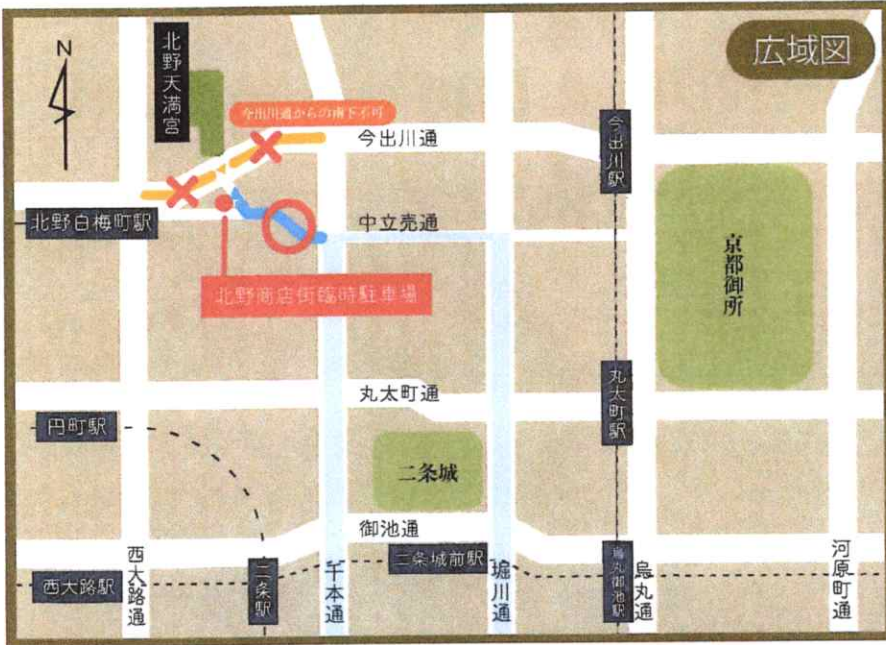 広域図
N
北野天満宮
今出川通からの南下不可
今出川通
今出川駅
北野白梅町駅
中立売通
京都御所
北野商店街臨時駐車場
丸太町通
丸太町駅
円町駅
二条城
御池通
西大路駅
西大路通
二条駅
千本通
二条城前駅
堀川通
烏丸御池駅
烏丸通
河原町通